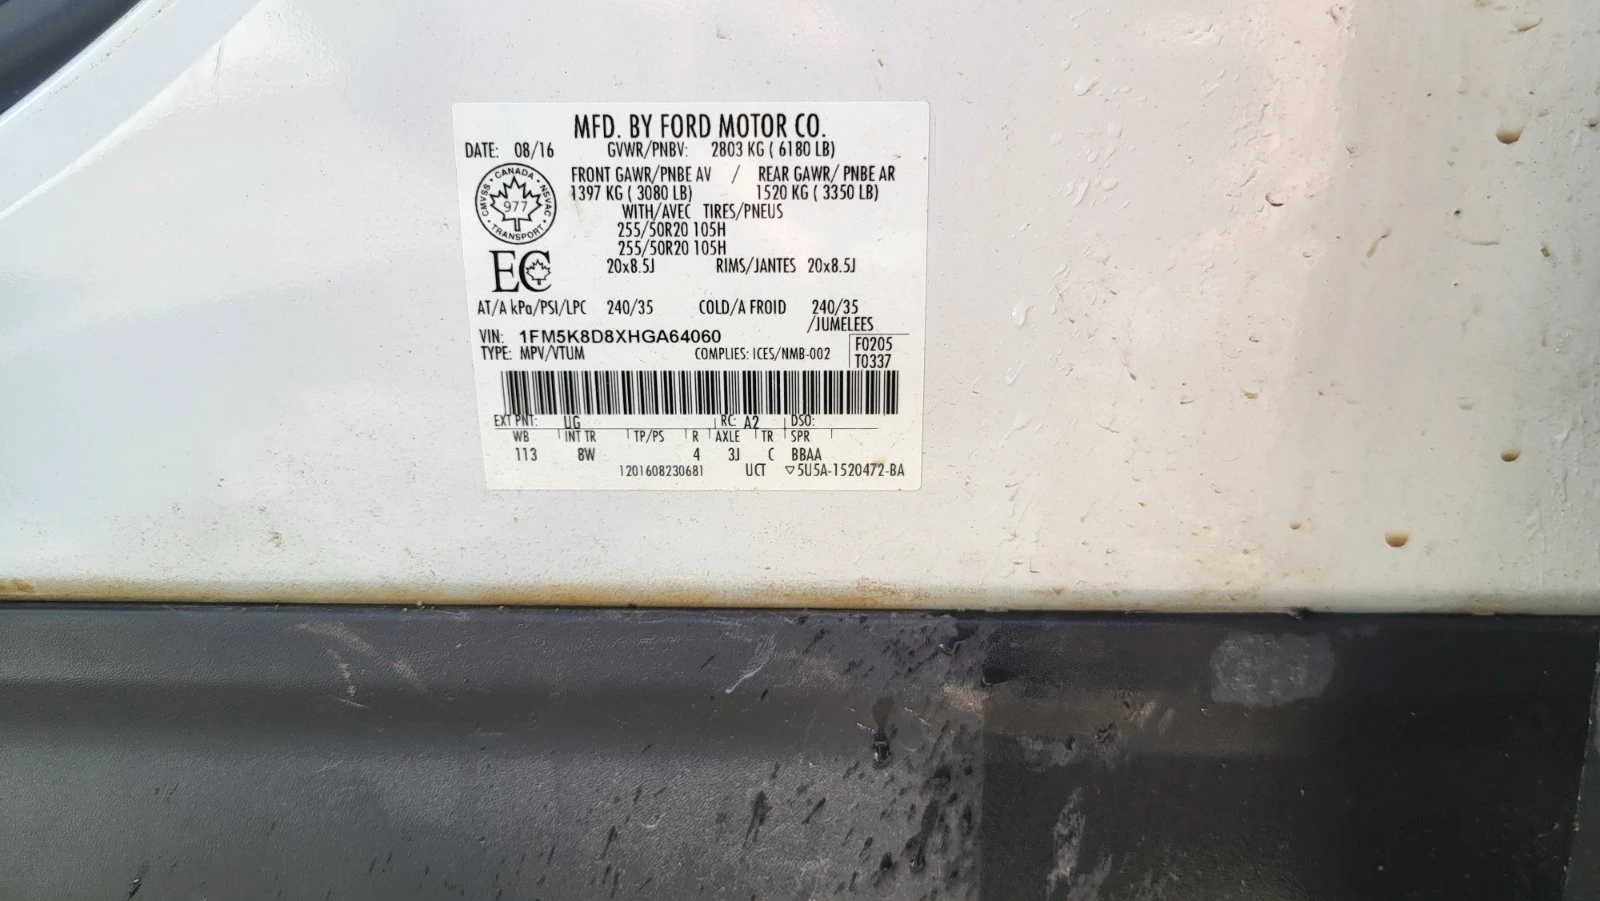 MFD. BY FORD MOTOR CO.
DATE: 08/16 GVWR/PNBV: 2803 KG ( 6180 LB)
FRONT GAWR/PNBE AV / REAR GAWR/ PNBE AR
1397 KG ( 3080 LB) 1520 KG ( 3350 LB)
CANADA
CMVSS NSVAC
977
TRANSPORT
WITH/AVEC TIRES/PNEUS
255/50R20 105H
255/50R20 105H
EC
20x8.5J RIMS/JANTES 20x8.5J
AT/A kPa/PSI/LPC 240/35 COLD/A FROID 240/35
/JUMELEES
VIN: 1FM5K8D8XHGA64060
TYPE: MPV/VTUM COMPLIES: ICES/NMB-002
F0205
T0337
EXT PNT: UG RC: A2 DSO:
WB INT TR TP/PS R AXLE TR SPR
113 8W 4 3J C BBAA
1201608230681 UCT ▽5U5A-1520472-BA